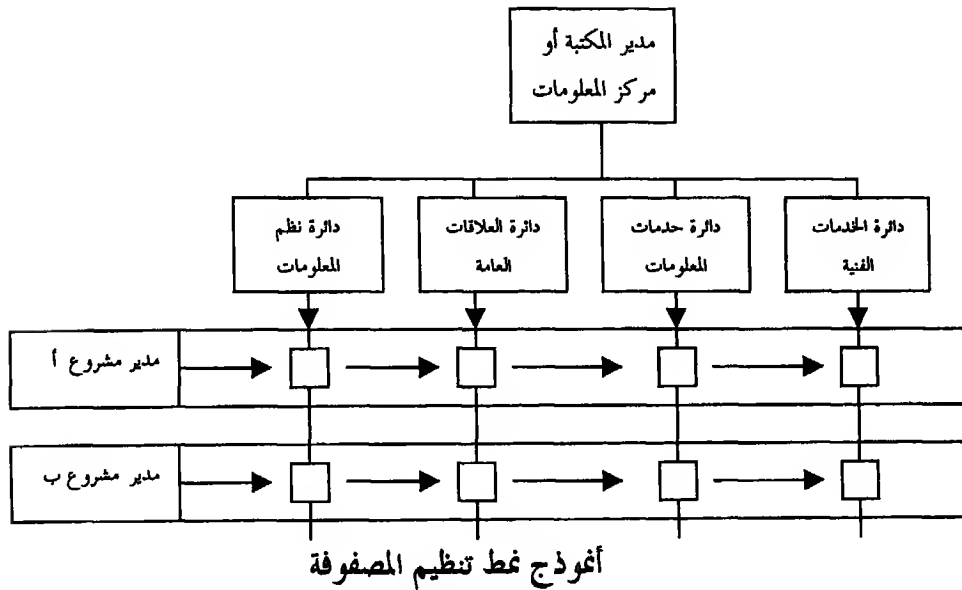 مدير المكتبة أو
مركز المعلومات
دائرة الخدمات
الفنية
دائرة حدمات
المعلومات
دائرة العلاقات
العامة
دائرة نظم
المعلومات
مدير مشروع أ
مدير مشروع ب
أنموذج نمط تنظيم المصفوفة